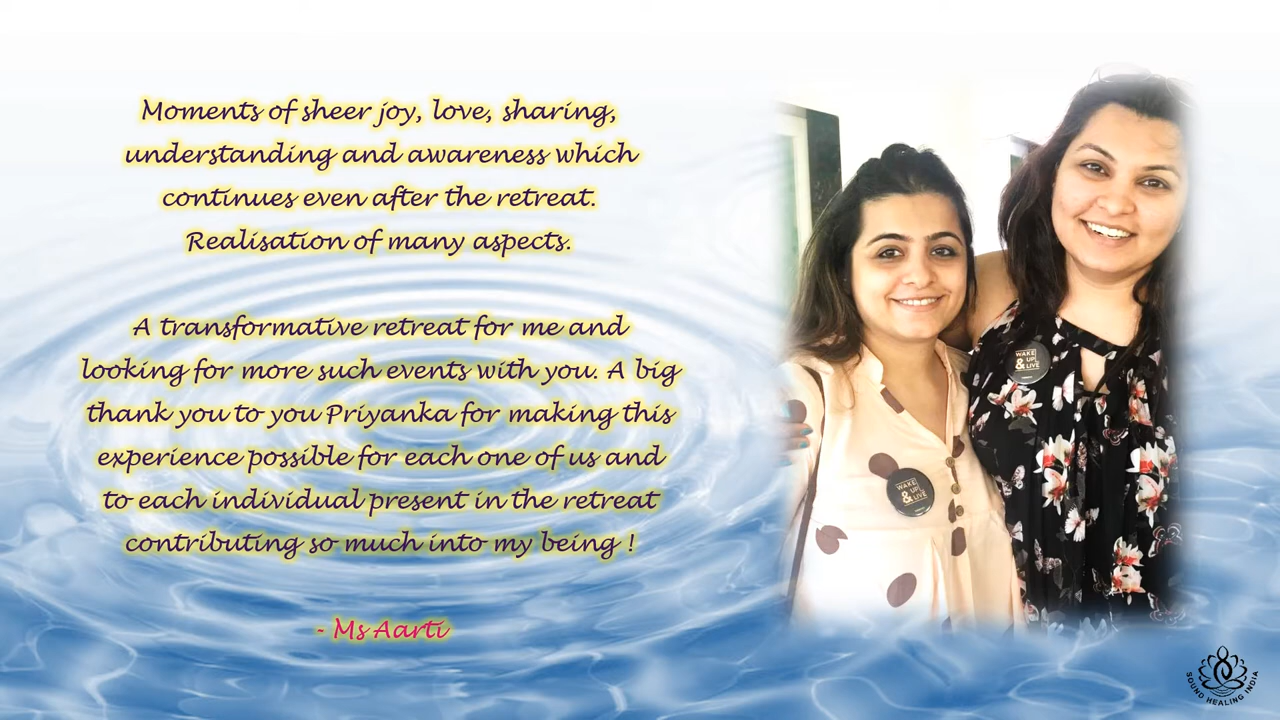 Moments of sheer joy, love, sharing,
understanding and awareness which
continues even after the retreat.
Realisation of many aspects.
A transformative retreat for me and
looking for more such events with you. A big
thank you to you Priyanka for making this
experience possible for each one of us and
to each individual present in the retreat
contributing so much into my being !
- Ms Aarti
WAKE
UP!
& LIVE
WAKE
UP!
& LIVE
SOUND HEALING INDIA